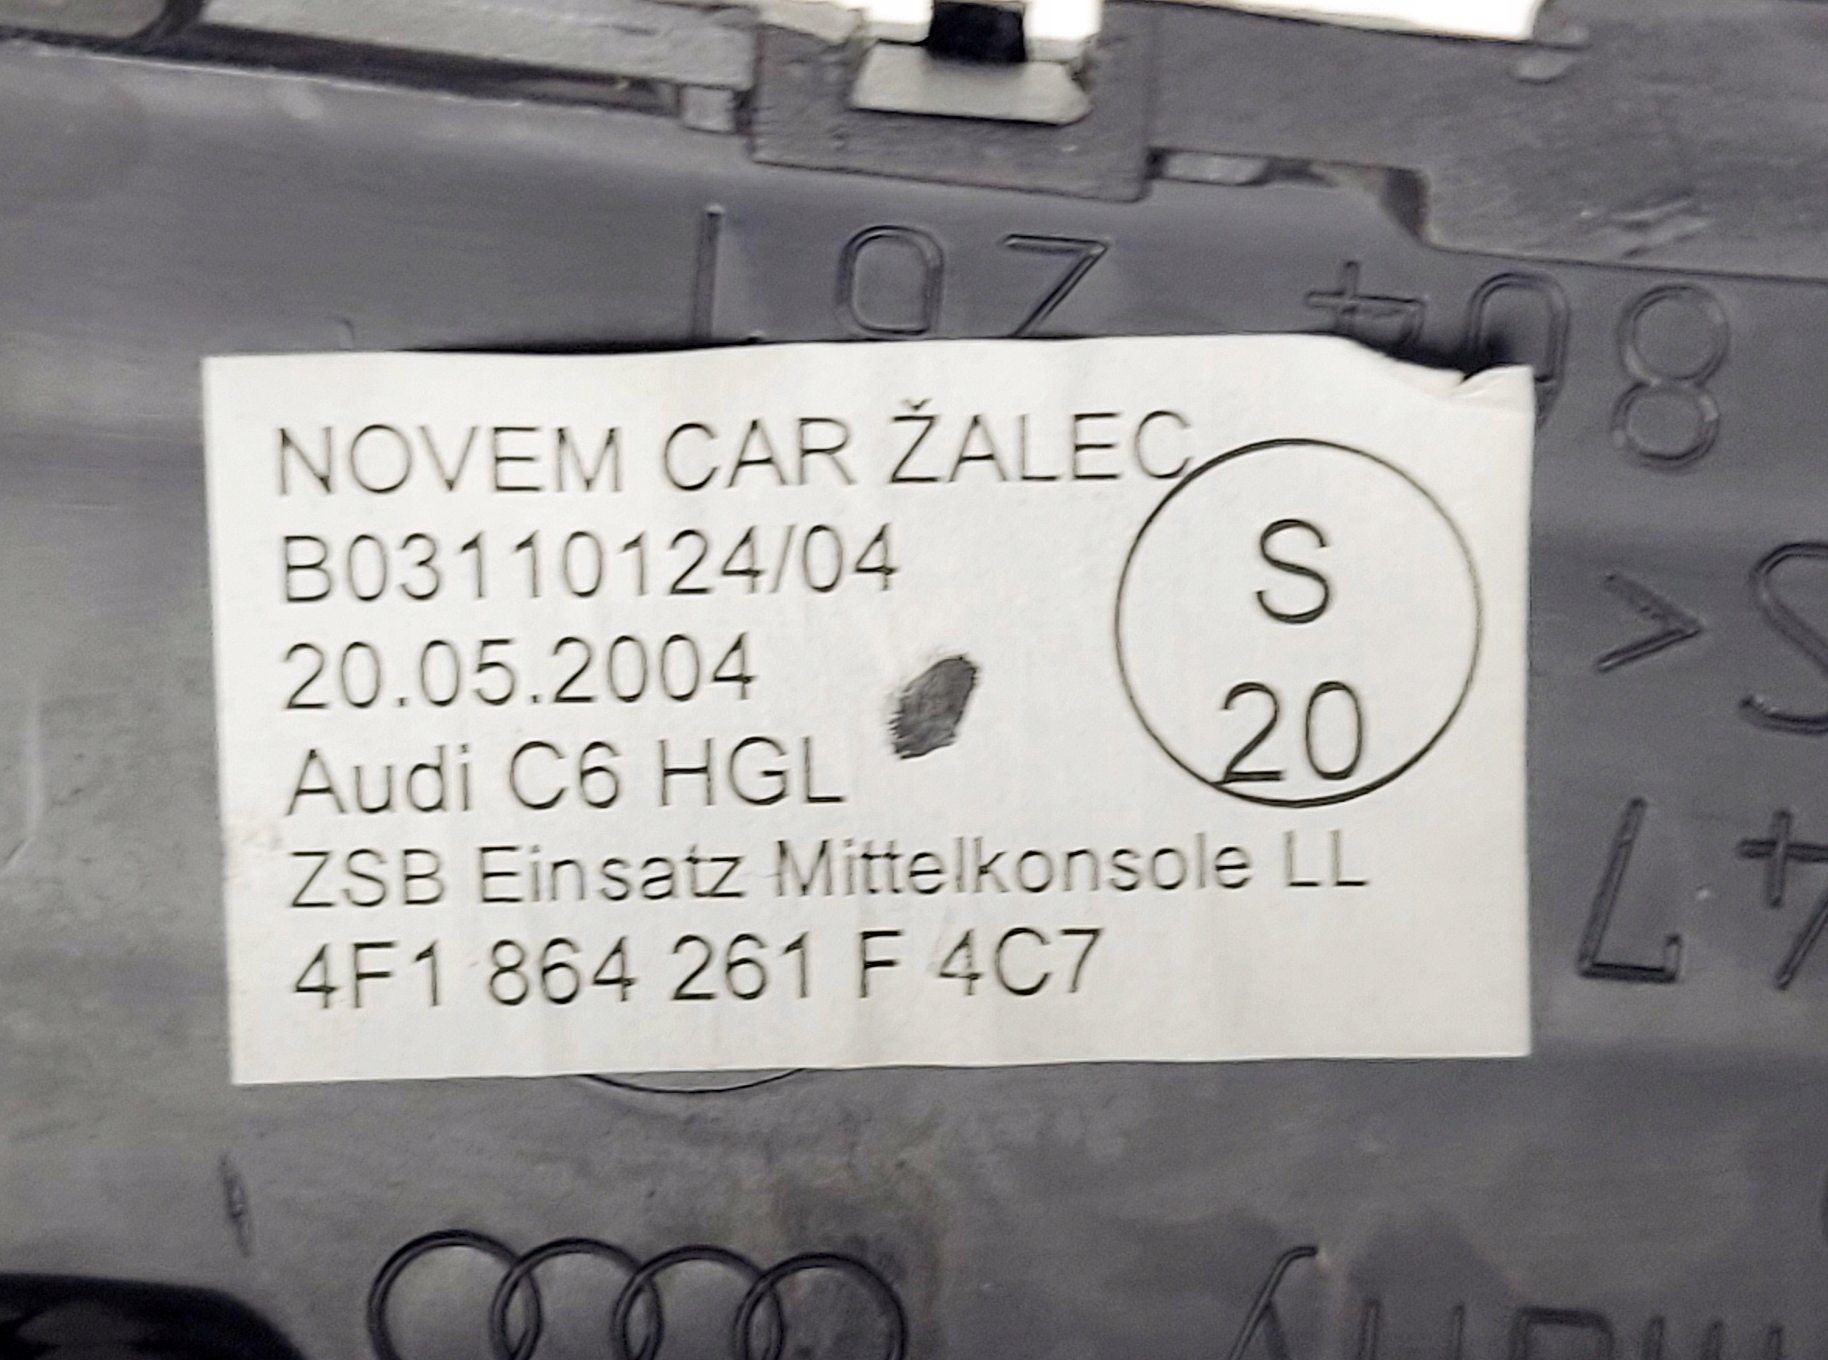 NOVEM CAR ŽALEC
B03110124/04
20.05.2004
Audi C6 HGL
ZSB Einsatz Mittelkonsole LL
4F1 864 261 F 4C7
S
20